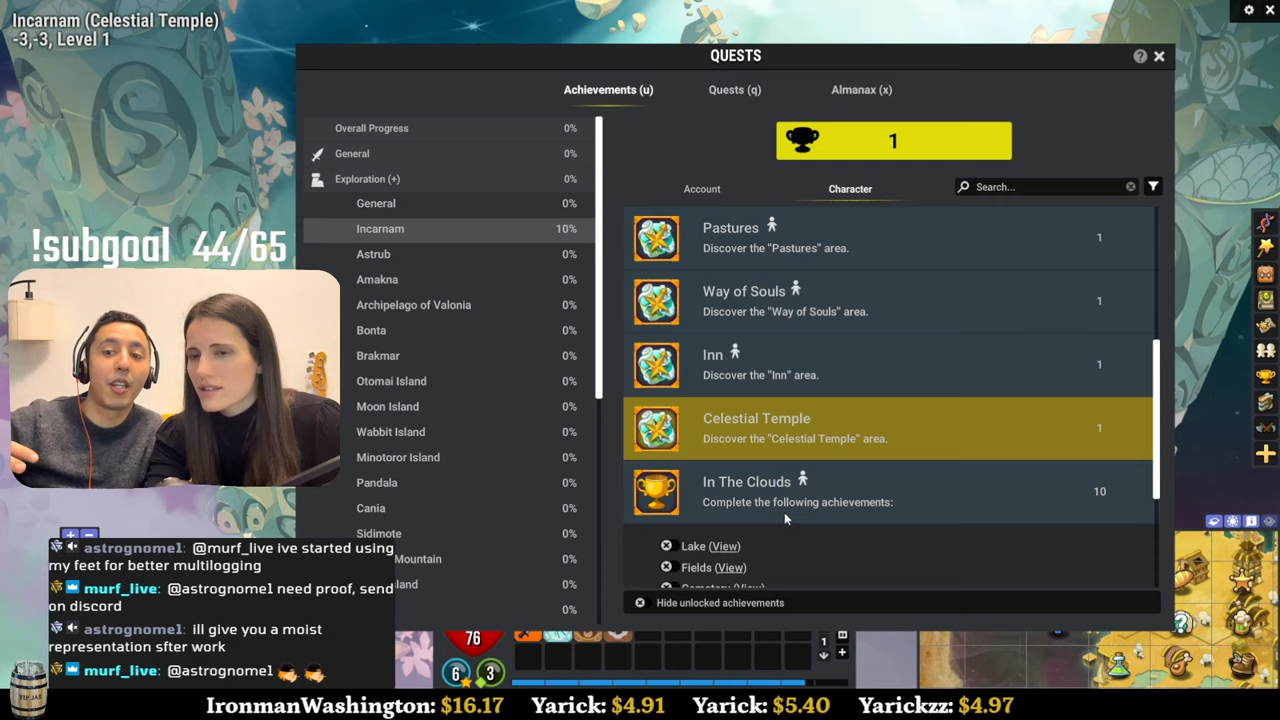 Incarnam (Celestial Temple)
-3,-3, Level 1
QUESTS
Achievements (u)
Quests (q)
Almanax (x)
Overall Progress 0%
General 0%
Exploration (+) 0%
General 0%
Incarnam 10%
Astrub 0%
Amakna 0%
Archipelago of Valonia 0%
Bonta 0%
Brakmar 0%
Otomai Island 0%
Moon Island 0%
Wabbit Island 0%
Minotoror Island 0%
Pandala 0%
Cania 0%
Sidimote 0%
Mountain 0%
land 0%
0%
1
Account
Character
Search...
Pastures
Discover the "Pastures" area.
1
Way of Souls
Discover the "Way of Souls" area.
1
Inn
Discover the "Inn" area.
1
Celestial Temple
Discover the "Celestial Temple" area.
1
In The Clouds
Complete the following achievements:
10
Lake (View)
Fields (View)
Cemetery (View)
Hide unlocked achievements
!subgoal 44/65
astrognome1: @murf_live ive started using
my feet for better multilogging
murf_live: @astrognome1 need proof, send
on discord
astrognome1: ill give you a moist
representation sfter work
murf_live: @astrognome1
TIP JAR
76
6
3
1
IronmanWashington: $16.17 Yarick: $4.91 Yarick: $5.40 Yarickzz: $4.97